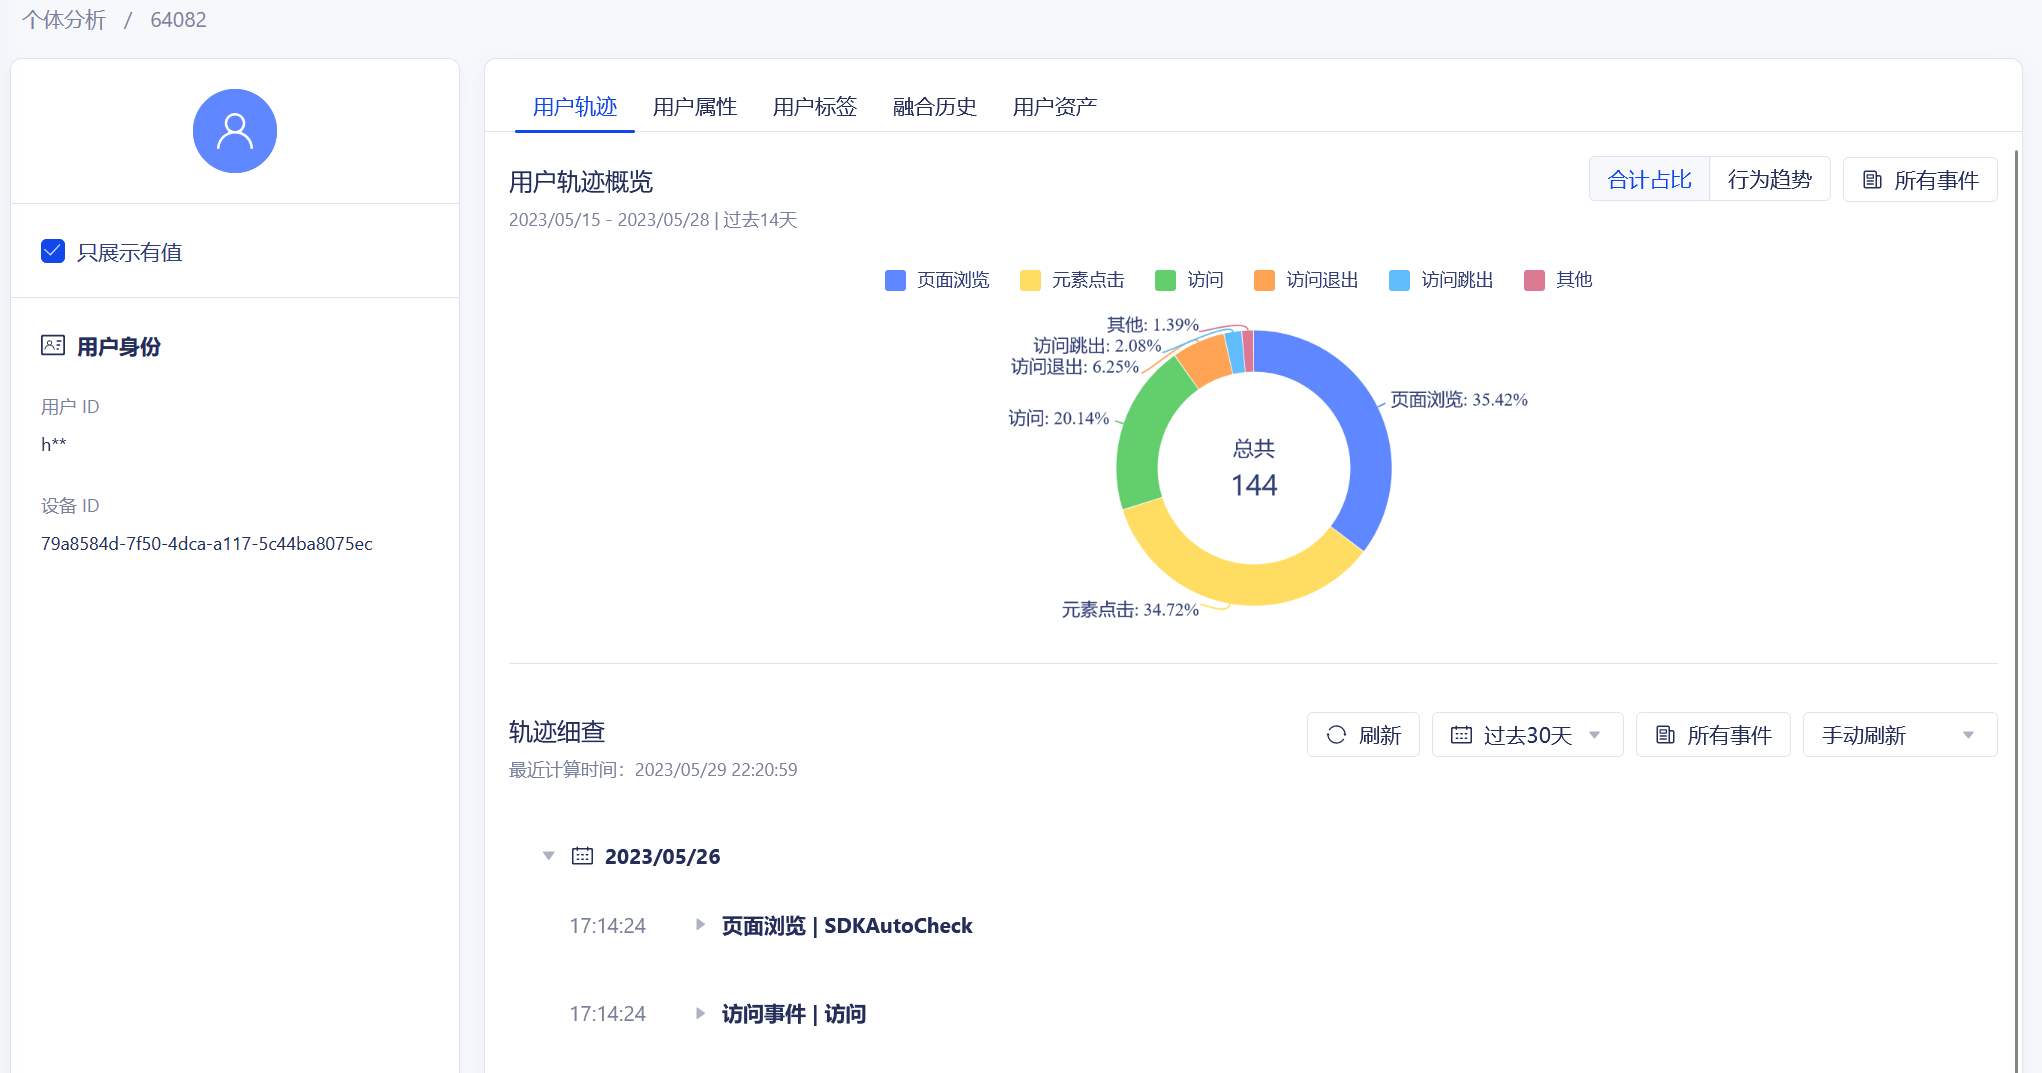 个体分析 / 64082
只展示有值
用户身份
用户 ID
h**
设备 ID
79a8584d-7f50-4dca-a117-5c44ba8075ec
用户轨迹 用户属性 用户标签 融合历史 用户资产
用户轨迹概览
2023/05/15 - 2023/05/28 | 过去14天
合计占比 行为趋势 所有事件
页面浏览 元素点击 访问 访问退出 访问跳出 其他
其他: 1.39%
访问跳出: 2.08%
访问退出: 6.25%
页面浏览: 35.42%
访问: 20.14%
总共
144
元素点击: 34.72%
轨迹细查
最近计算时间：2023/05/29 22:20:59
刷新 过去30天 所有事件 手动刷新
2023/05/26
17:14:24 页面浏览 | SDKAutoCheck
17:14:24 访问事件 | 访问